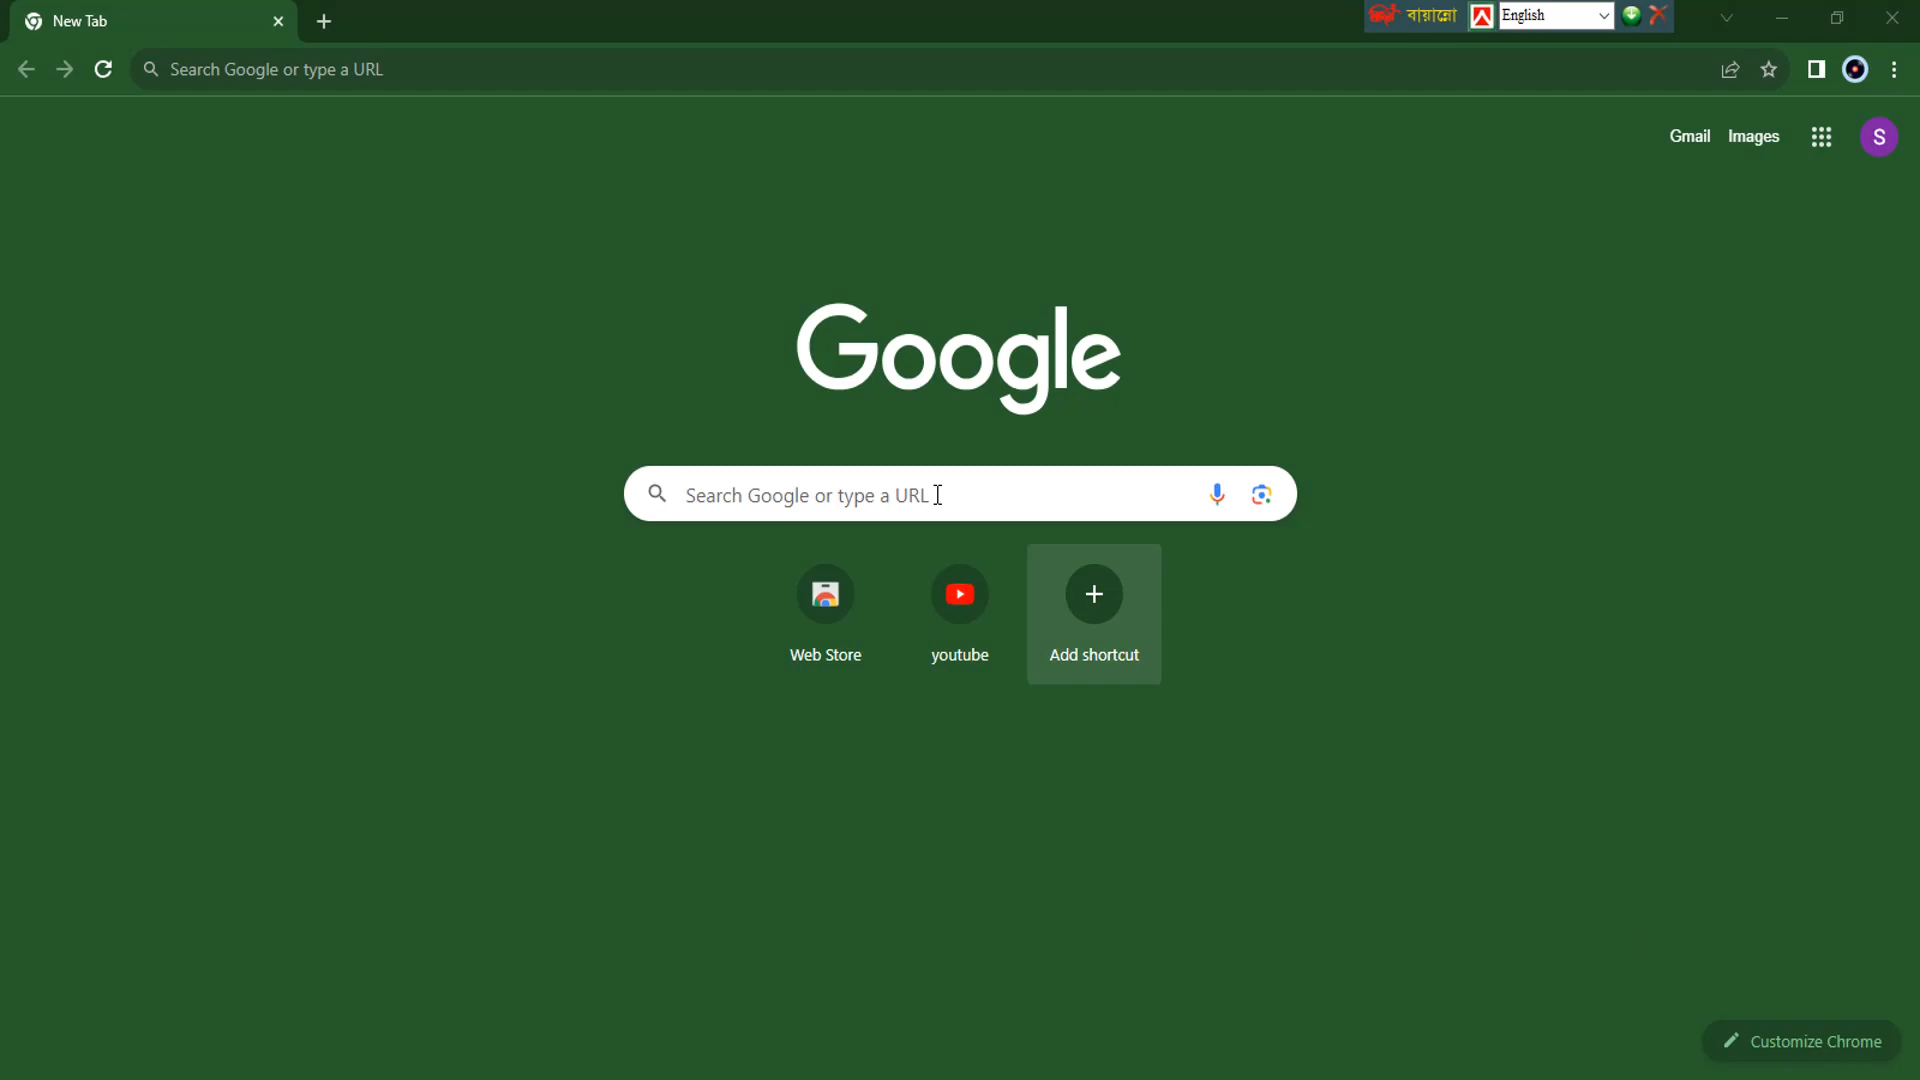 New Tab
বায়ান্নো English
Search Google or type a URL
Gmail Images
S
Google
Search Google or type a URL
Web Store youtube Add shortcut
Customize Chrome